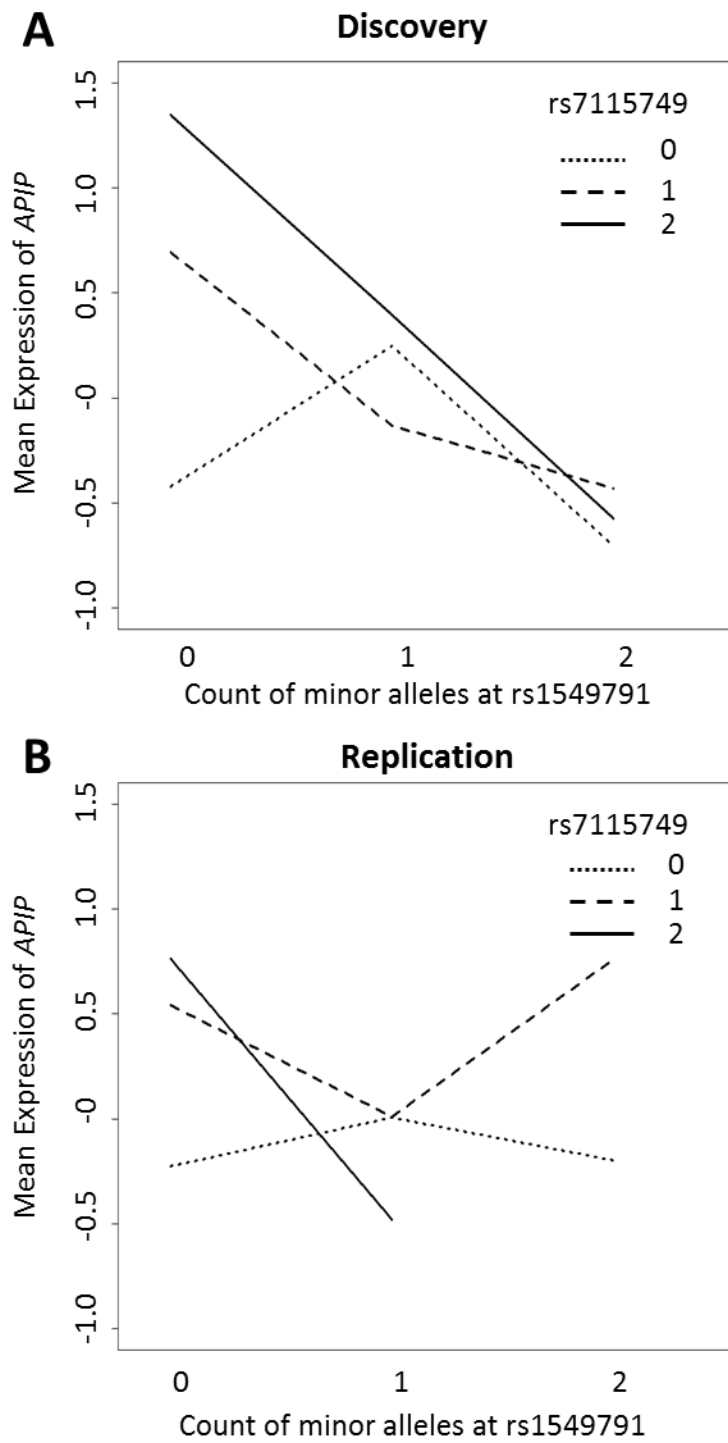 A
Discovery
rs7115749
0
1
2
Mean Expression of APIP
1.5
1.0
0.5
-0
-0.5
-1.0
0 1 2
Count of minor alleles at rs1549791
B
Replication
rs7115749
0
1
2
Mean Expression of APIP
1.5
1.0
0.5
-0
-0.5
-1.0
0 1 2
Count of minor alleles at rs1549791